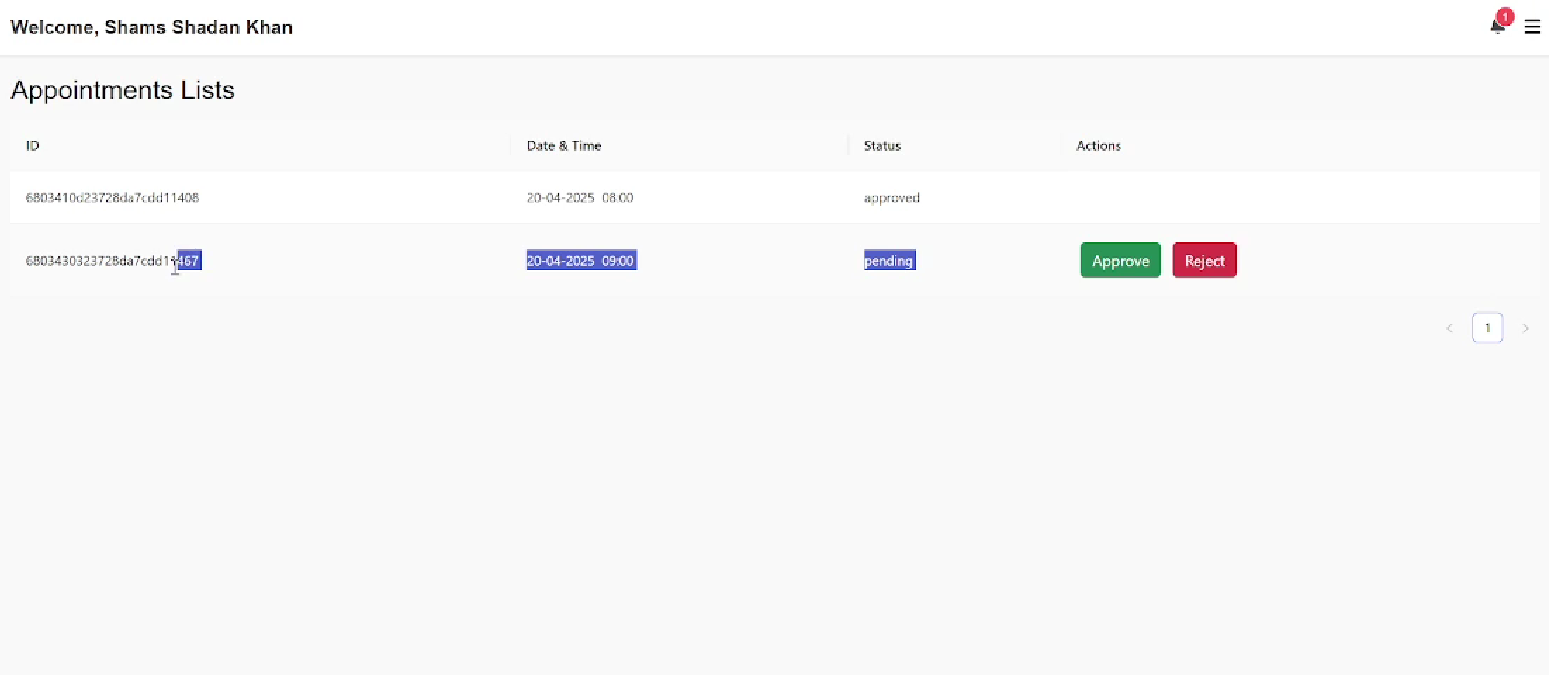 Welcome, Shams Shadan Khan
1
Appointments Lists
ID Date & Time Status Actions
6803410d23728da7cdd11408 20-04-2025 08:00 approved
6803430323728da7cdd11467 20-04-2025 09:00 pending Approve Reject
< 1 >